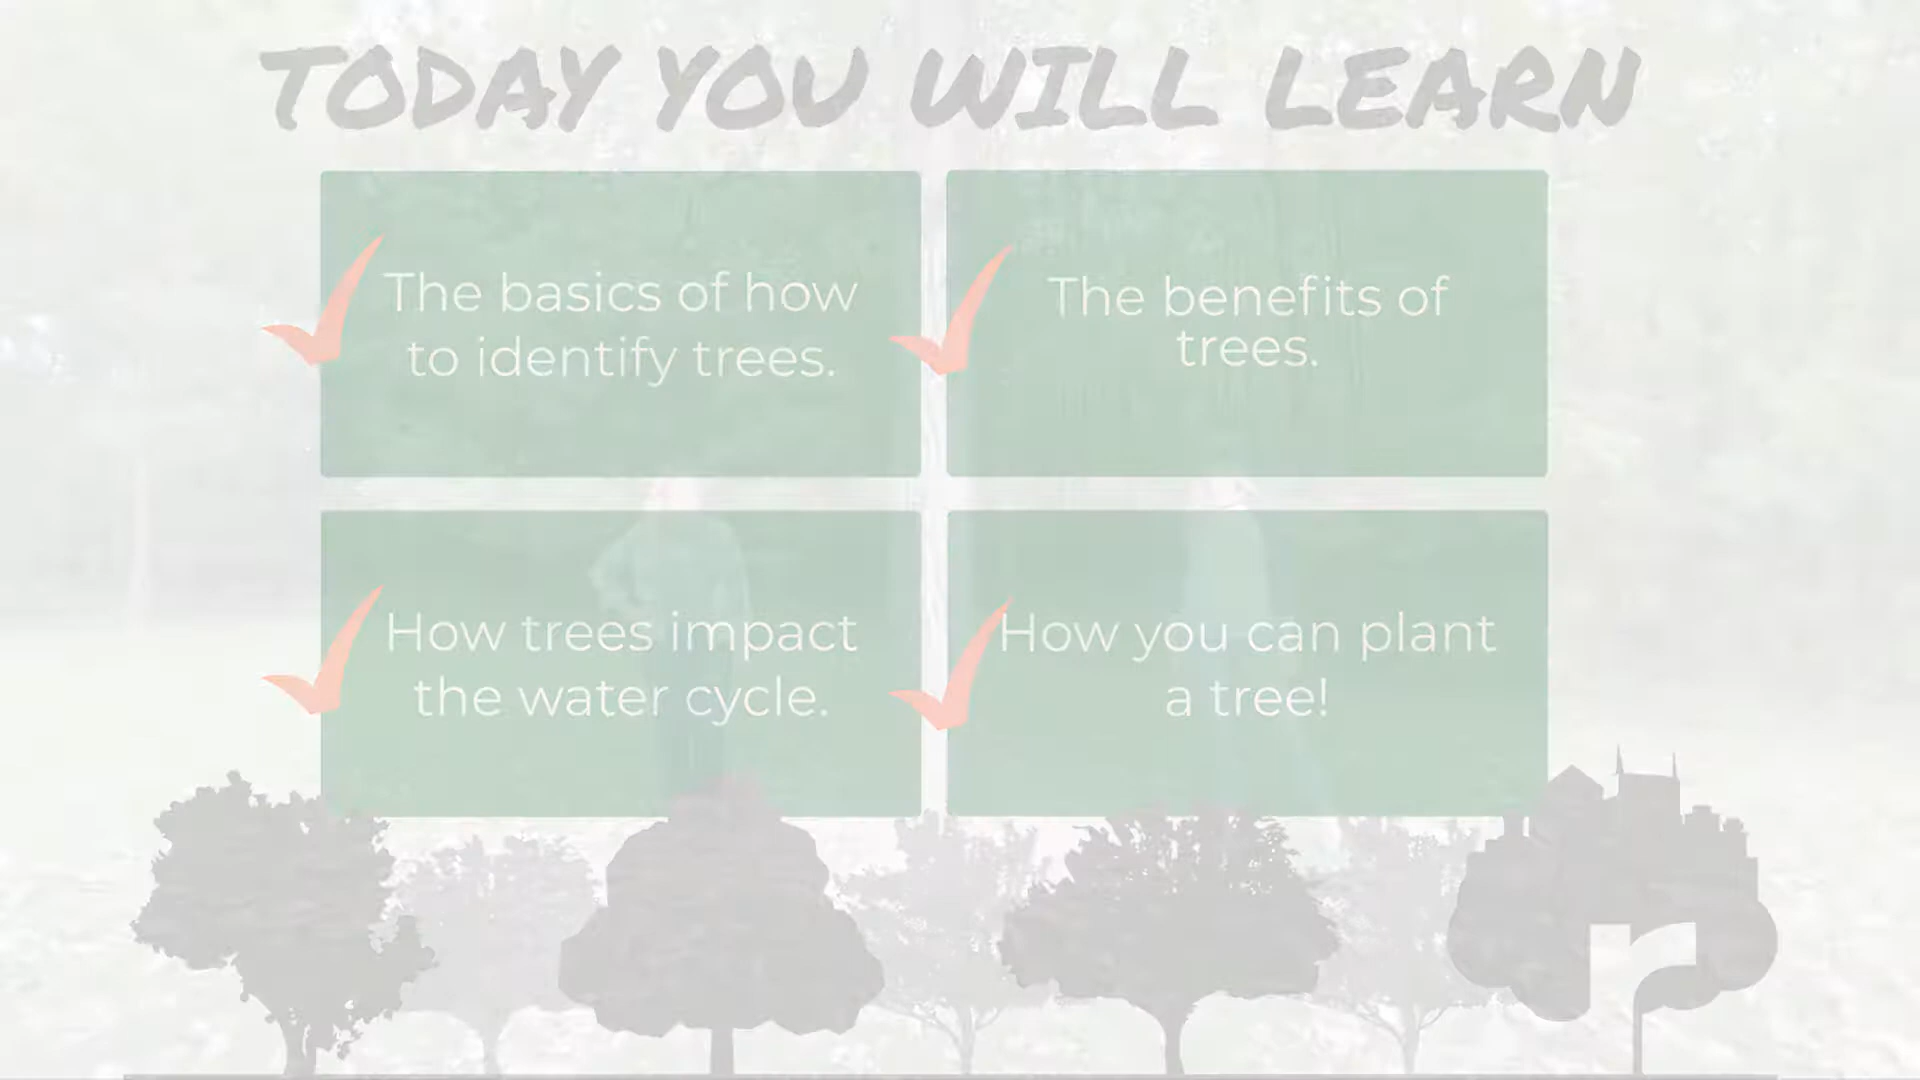 TODAY YOU WILL LEARN
The basics of how
to identify trees.
The benefits of
trees.
How trees impact
the water cycle.
How you can plant
a tree!
r